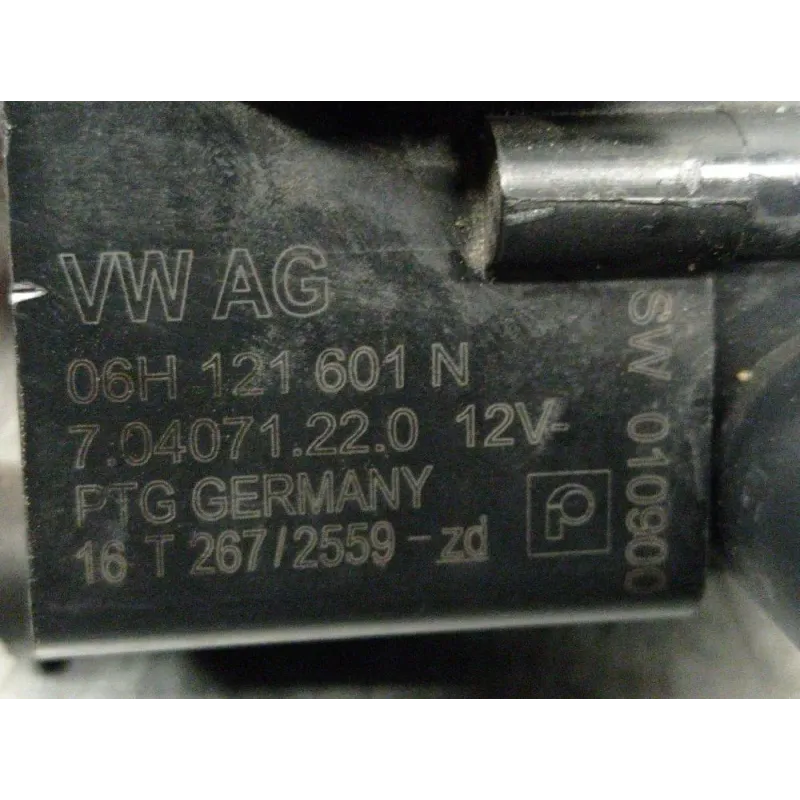 VW AG
06H 121 601 N
7.04071.22.0 12V-
PTG GERMANY
16 T 267/2559 - zd
SW 010900